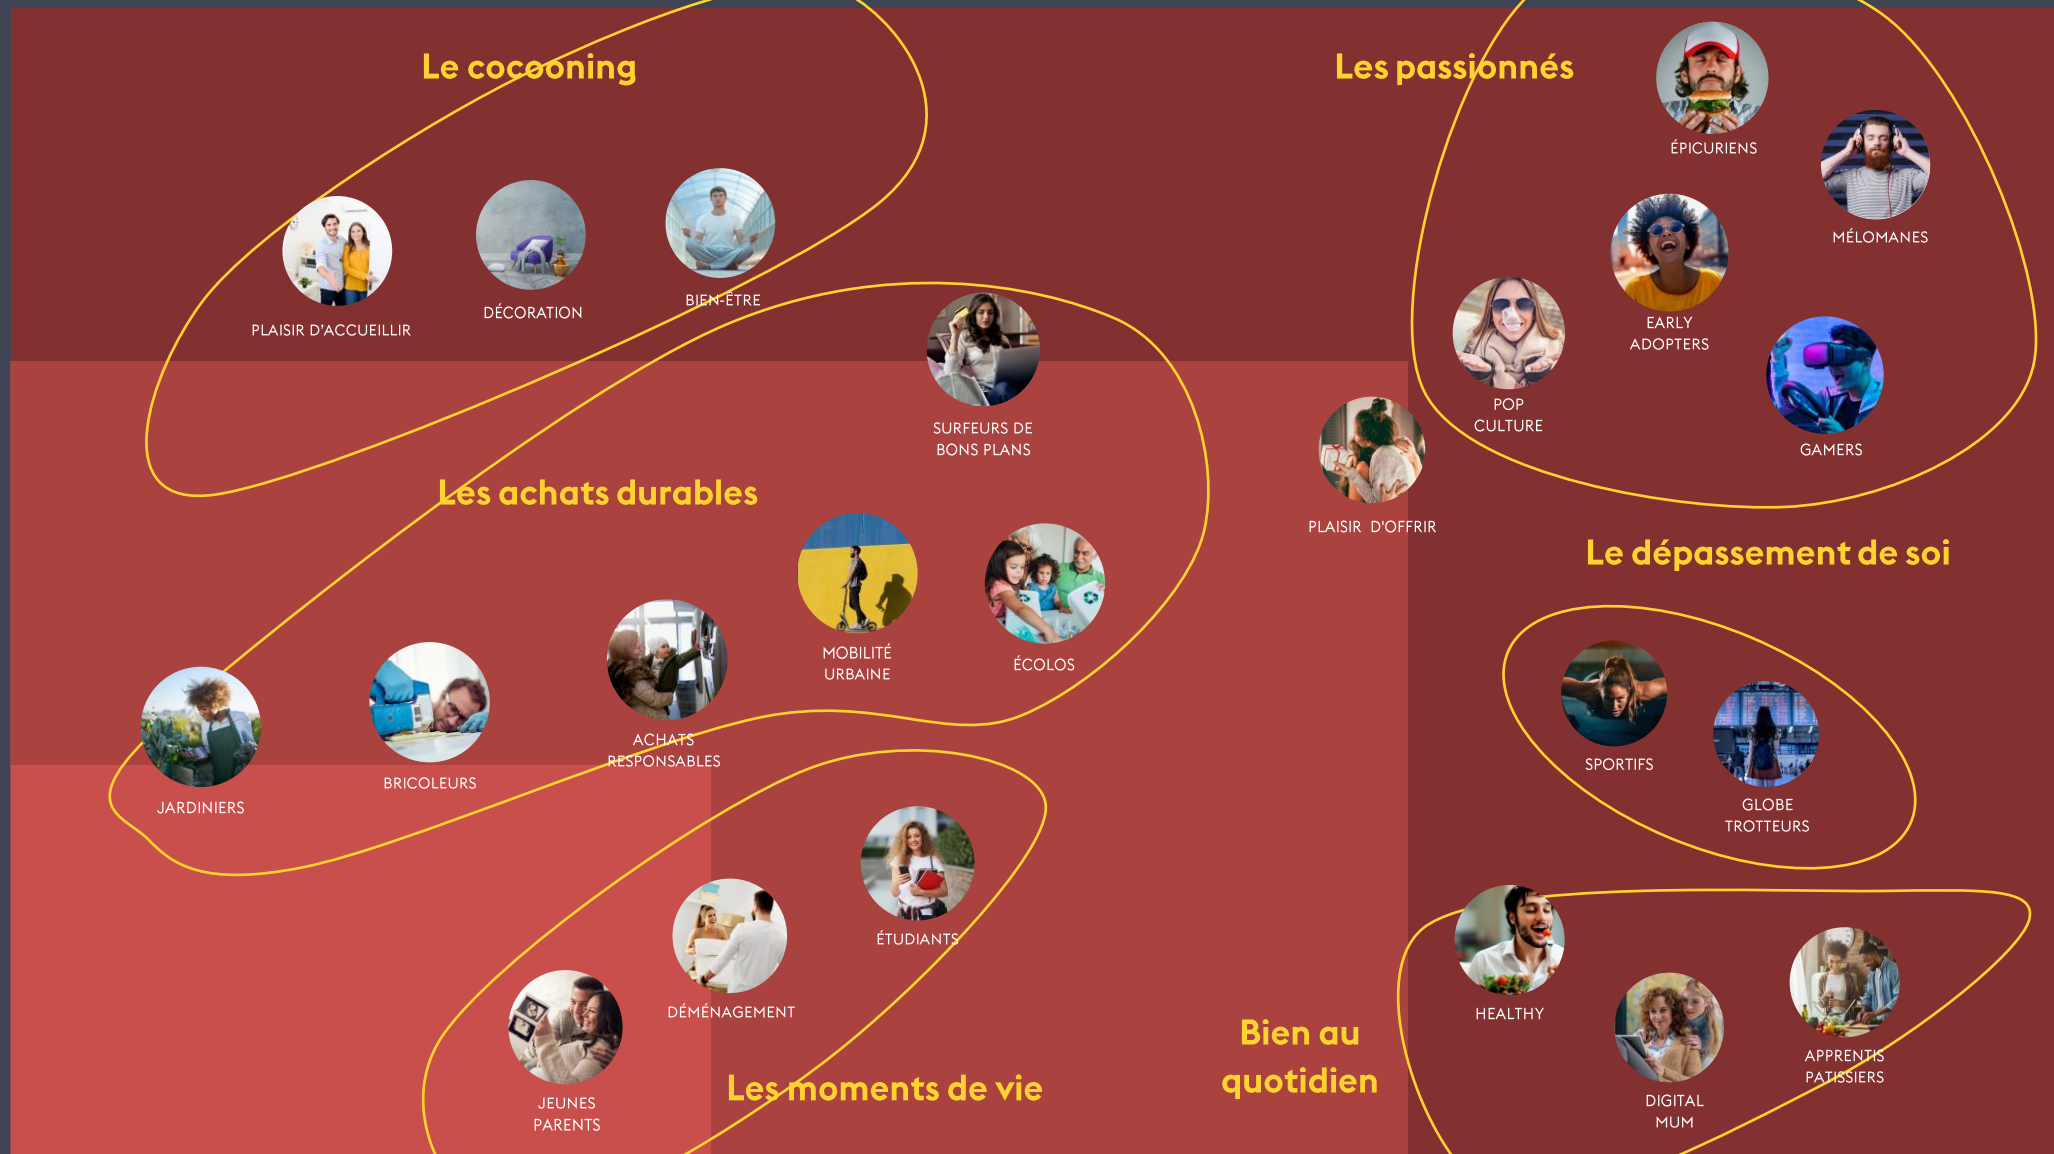 Le cocooning
PLAISIR D'ACCUEILLIR
DÉCORATION
BIEN-ÊTRE
Les passionnés
ÉPICURIENS
MÉLOMANES
EARLY
ADOPTERS
POP
CULTURE
GAMERS
Les achats durables
SURFEURS DE
BONS PLANS
MOBILITÉ
URBAINE
ÉCOLOS
ACHATS
RESPONSABLES
BRICOLEURS
JARDINIERS
PLAISIR D'OFFRIR
Le dépassement de soi
SPORTIFS
GLOBE
TROTTEURS
Les moments de vie
ÉTUDIANTS
DÉMÉNAGEMENT
JEUNES
PARENTS
Bien au
quotidien
HEALTHY
DIGITAL
MUM
APPRENTIS
PATISSIERS